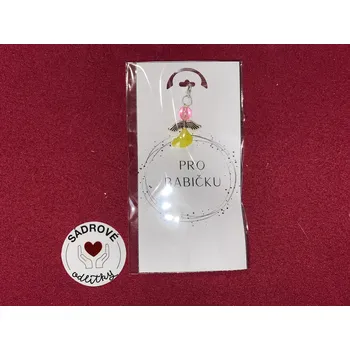 PRO
BABIČKU
SÁDROVÉ
odlitky